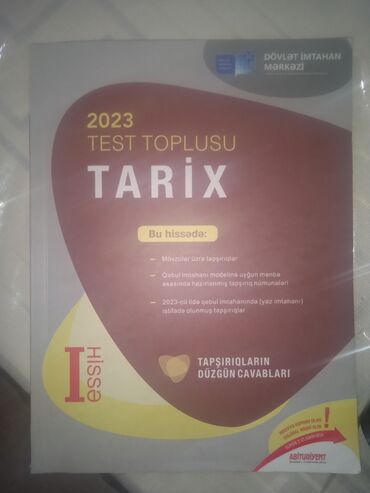 DÖVLƏT İMTAHAN
MƏRKƏZİ
2023
TEST TOPLUSU
TARİX
Bu hissədə:
Mövzular üzrə tapşırıqlar
Qəbul imtahanı modelinə uyğun mənbə
əsasında hazırlanmış tapşırıq nümunələri
2023-cü ildə qəbul imtahanında (yaz imtahanı)
istifadə olunmuş tapşırıqlar
I Hissə
TAPŞIRIQLARIN
DÜZGÜN CAVABLARI
ABİTURİYENT